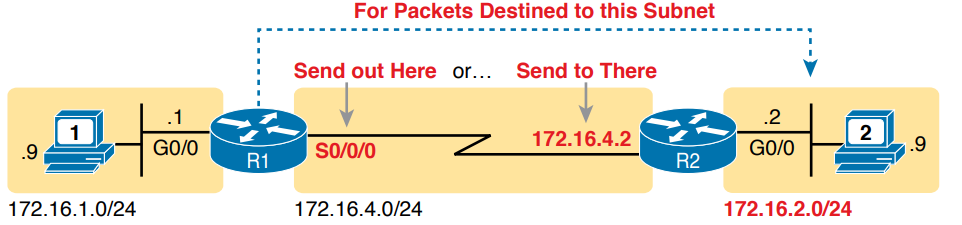 For Packets Destined to this Subnet
Send out Here or... Send to There
1 .1 .2 2
.9 G0/0 R1 S0/0/0 172.16.4.2 R2 G0/0 .9
172.16.1.0/24 172.16.4.0/24 172.16.2.0/24